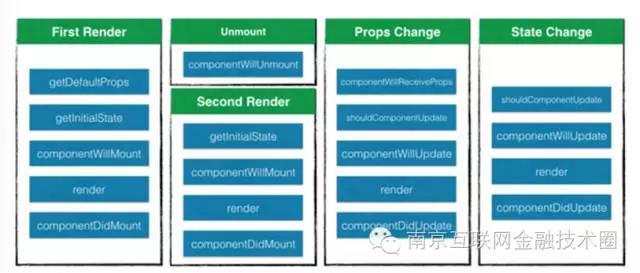 First Render
getDefaultProps
getInitialState
componentWillMount
render
componentDidMount
Unmount
componentWillUnmount
Second Render
getInitialState
componentWillMount
render
componentDidMount
Props Change
componentWillReceiveProps
shouldComponentUpdate
componentWillUpdate
render
componentDidUpdate
State Change
shouldComponentUpdate
componentWillUpdate
render
componentDidUpdate
南京互联网金融技术圈